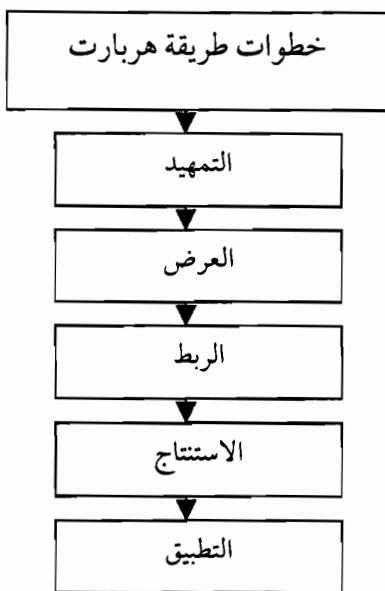 خطوات طريقة هربارت
التمهيد
العرض
الربط
الاستنتاج
التطبيق